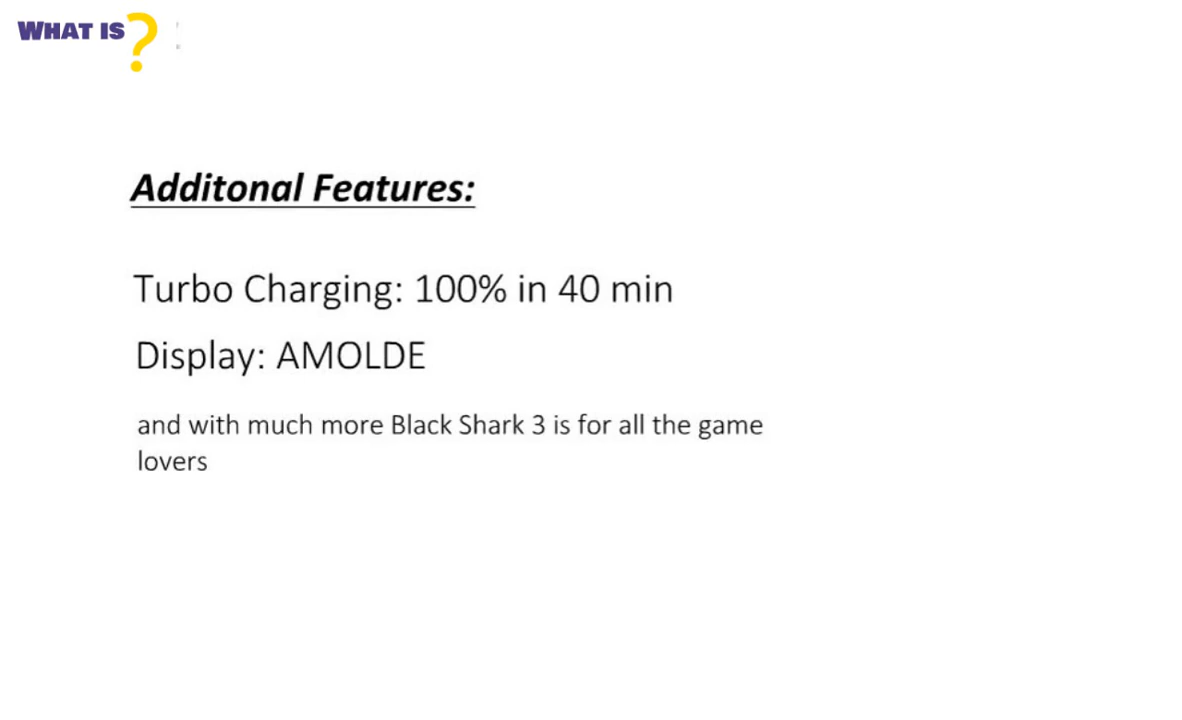 WHAT IS?
Additonal Features:
Turbo Charging: 100% in 40 min
Display: AMOLDE
and with much more Black Shark 3 is for all the game
lovers